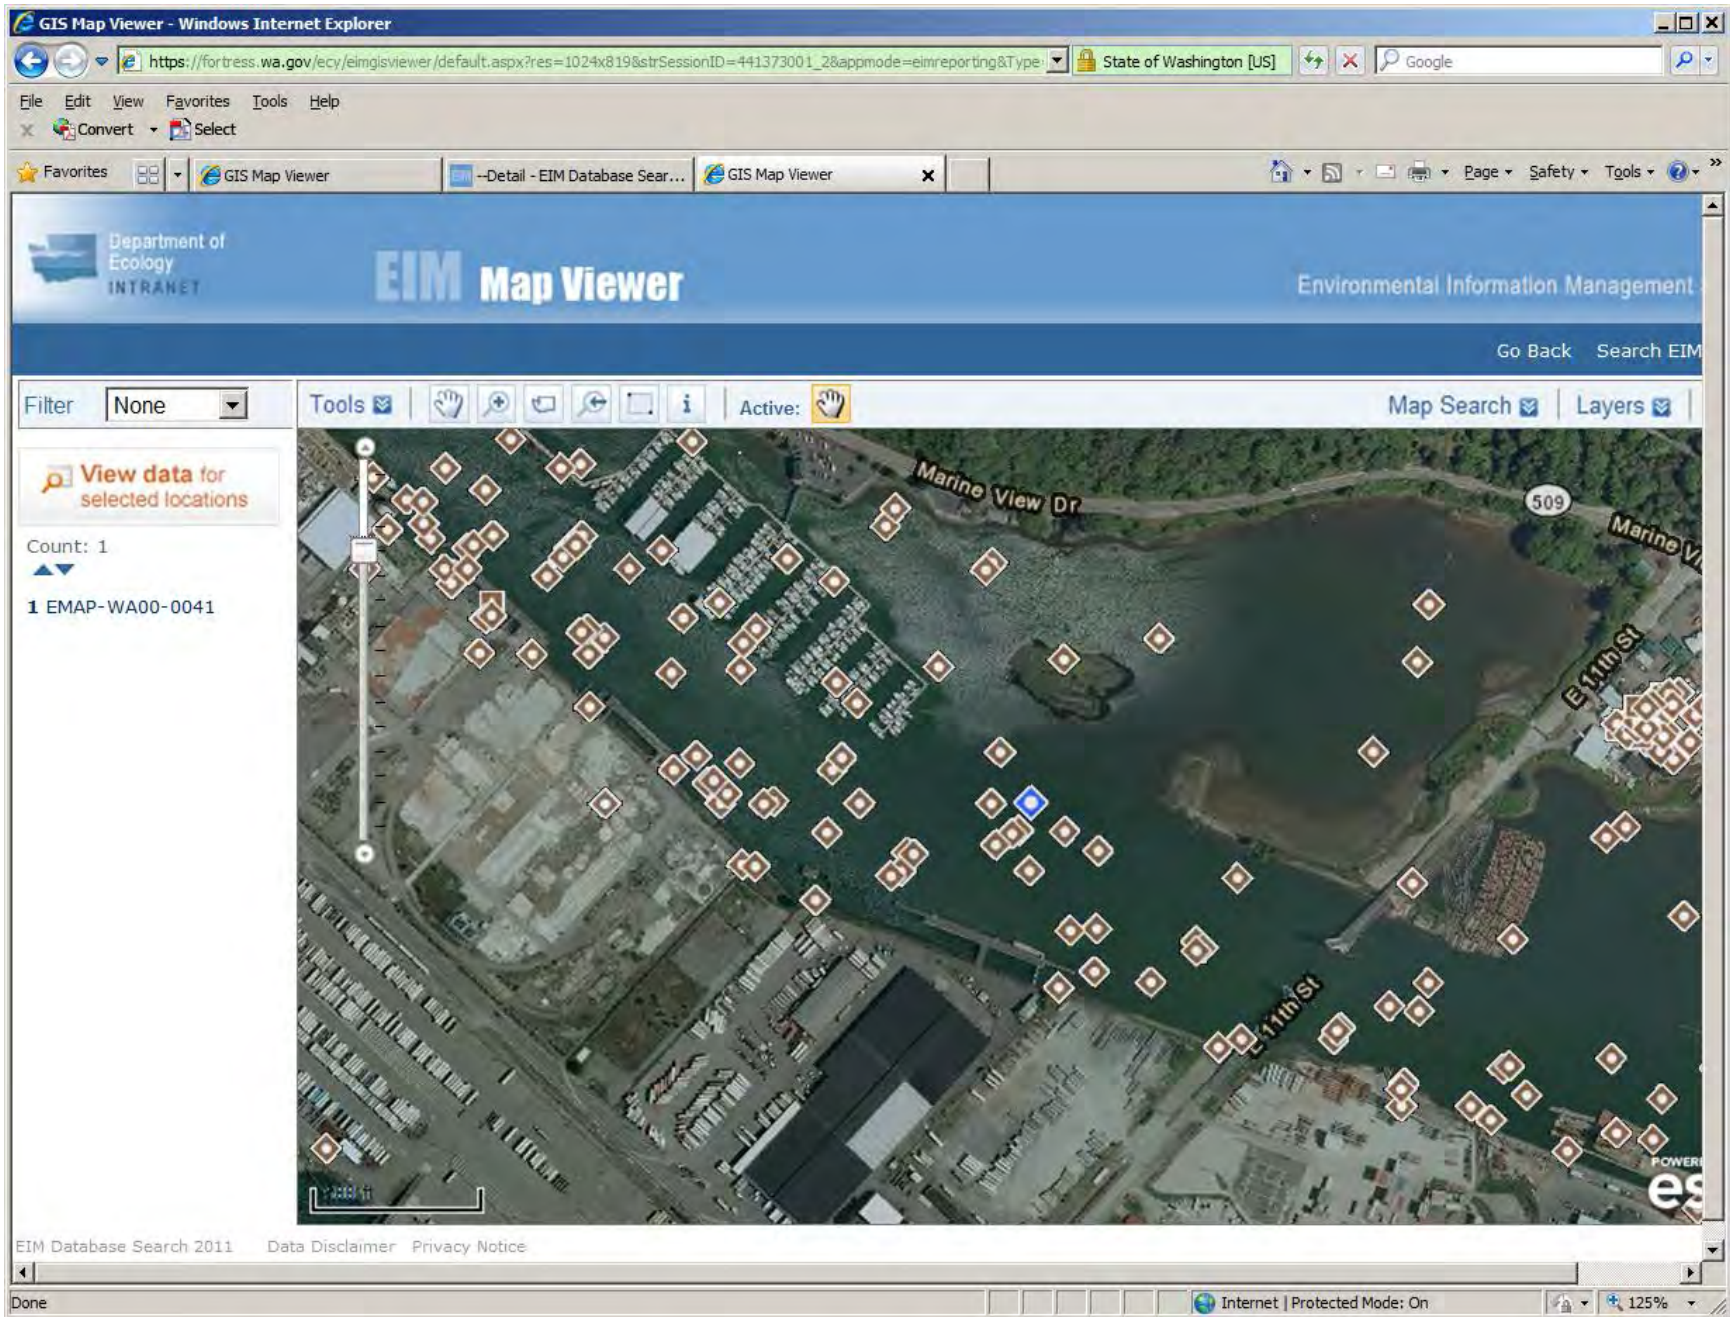 GIS Map Viewer - Windows Internet Explorer
https://fortress.wa.gov/ecy/eimgisviewer/default.aspx?res=1024x819&strSessionID=441373001_2&appmode=eimreporting&Type
State of Washington [US]
Google
File Edit View Favorites Tools Help
x Convert Select
Favorites
GIS Map Viewer
--Detail - EIM Database Sear...
GIS Map Viewer
Page Safety Tools
Department of
Ecology
INTRANET
EIM Map Viewer
Environmental Information Management
Go Back Search EIM
Filter None
Tools
Active:
Map Search
Layers
View data for
selected locations
Count: 1
1 EMAP-WA00-0041
Marine View Dr
509
Marine V
E 11th St
E 11th St
POWER
es
EIM Database Search 2011 Data Disclaimer Privacy Notice
Done
Internet | Protected Mode: On
125%